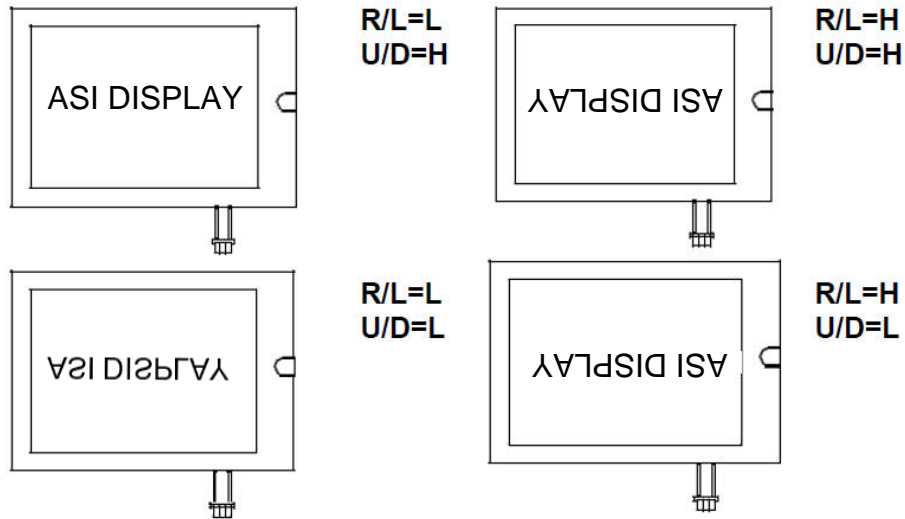 ASI DISPLAY
R/L=L
U/D=H
ASI DISPLAY
R/L=H
U/D=H
ASI DISPLAY
R/L=L
U/D=L
ASI DISPLAY
R/L=H
U/D=L